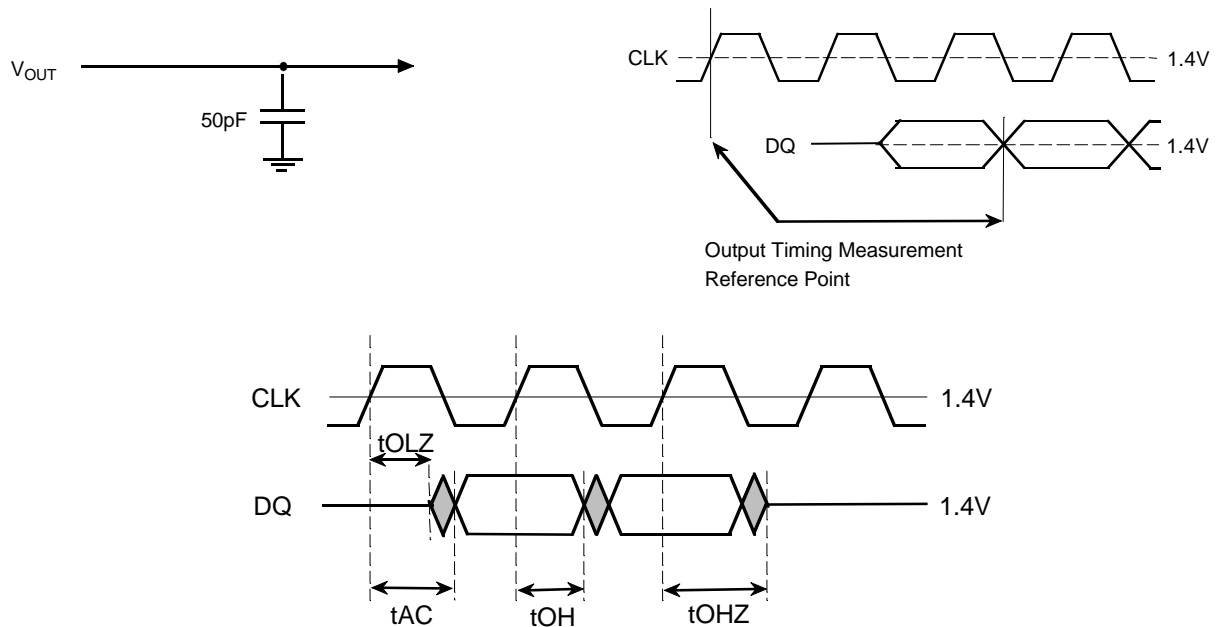 V_OUT
50pF
CLK
1.4V
DQ
1.4V
Output Timing Measurement
Reference Point
CLK
1.4V
tOLZ
DQ
1.4V
tAC
tOH
tOHZ